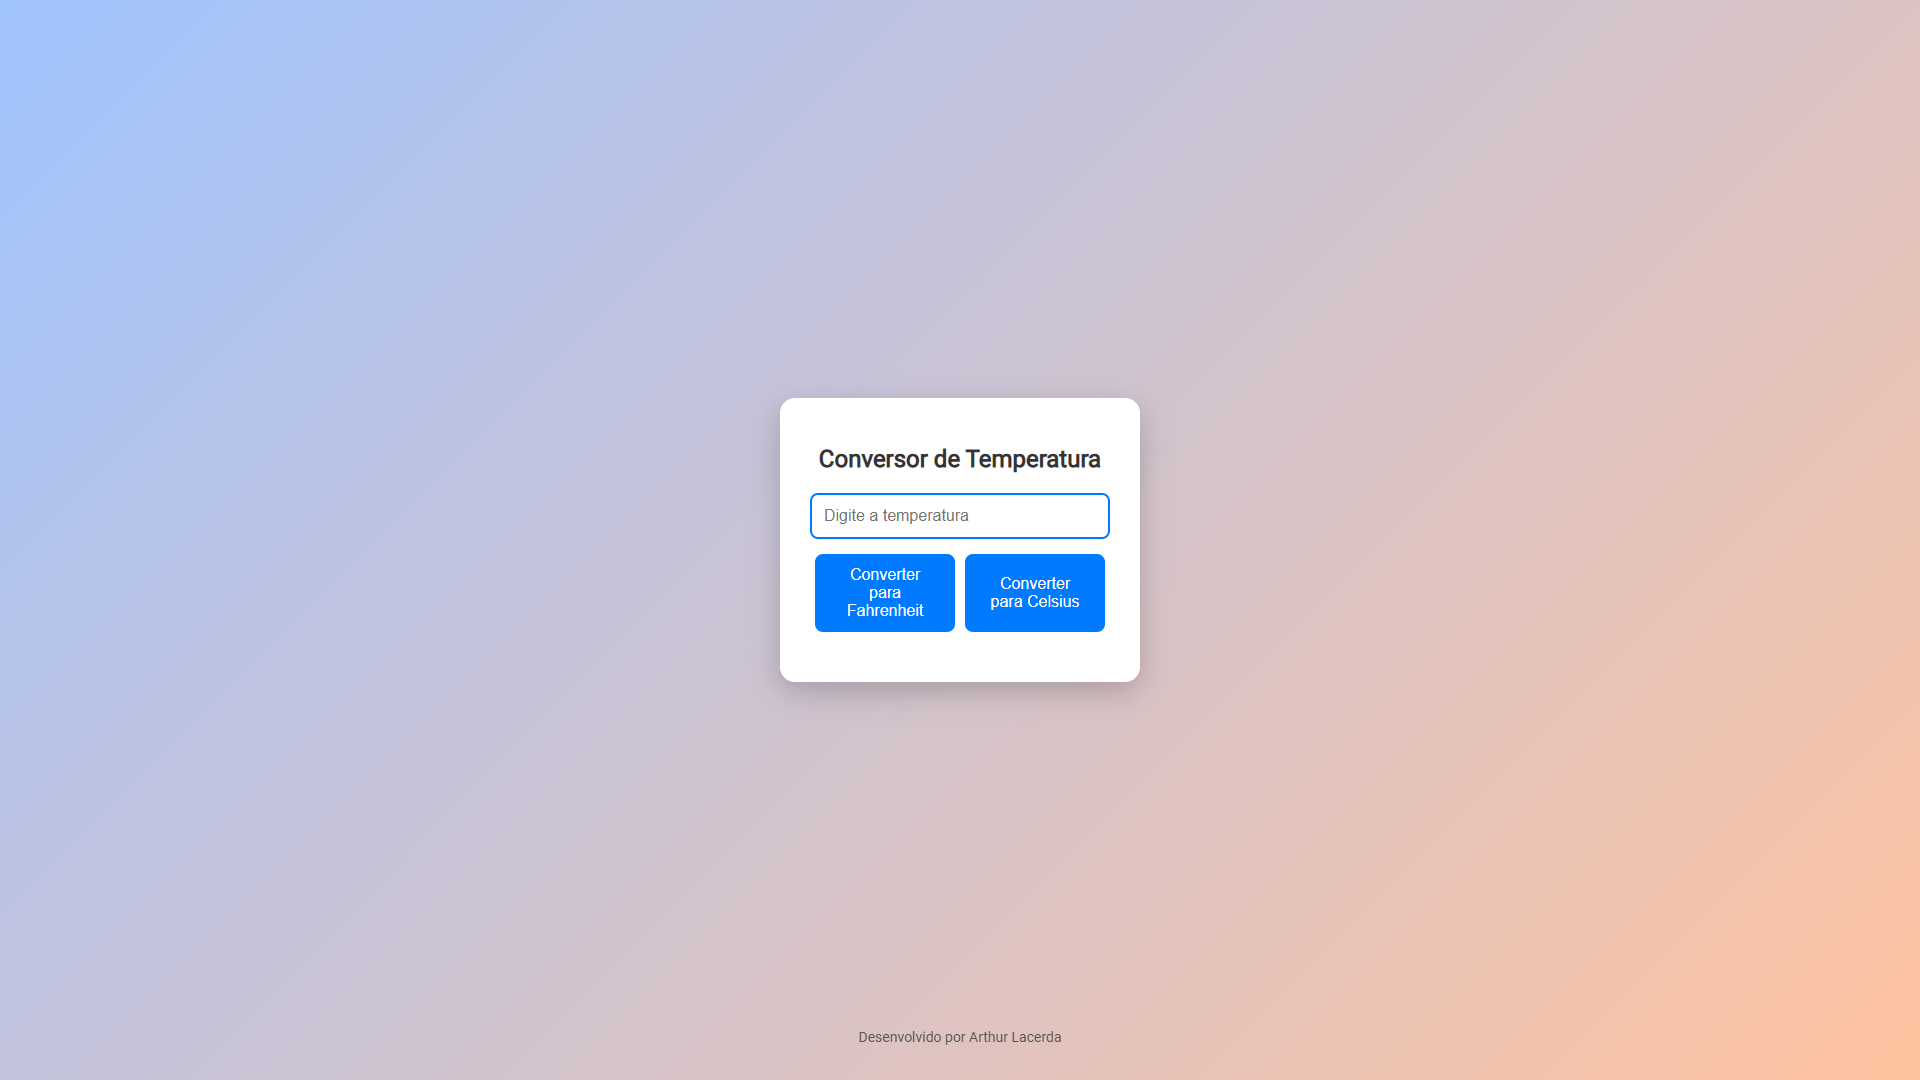 Conversor de Temperatura
Digite a temperatura
Converter
para
Fahrenheit
Converter
para Celsius
Desenvolvido por Arthur Lacerda